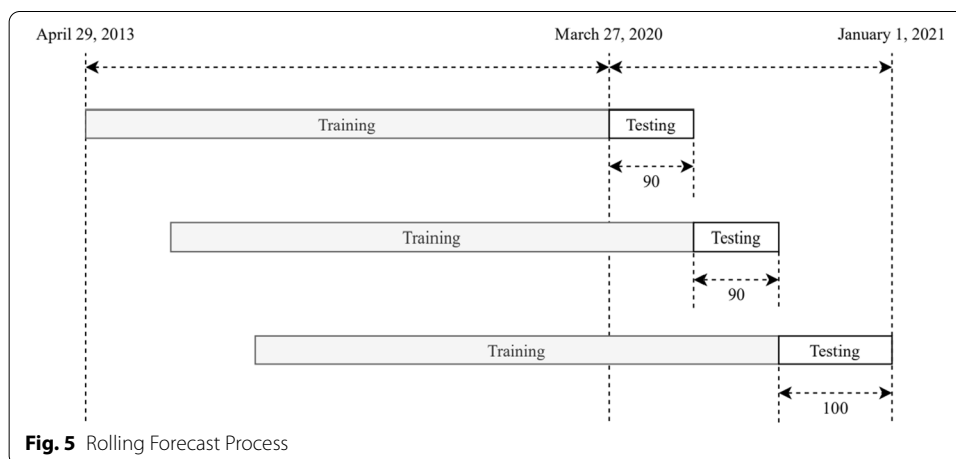 April 29, 2013 March 27, 2020 January 1, 2021
Training Testing
90
Training Testing
90
Training Testing
100
Fig. 5 Rolling Forecast Process